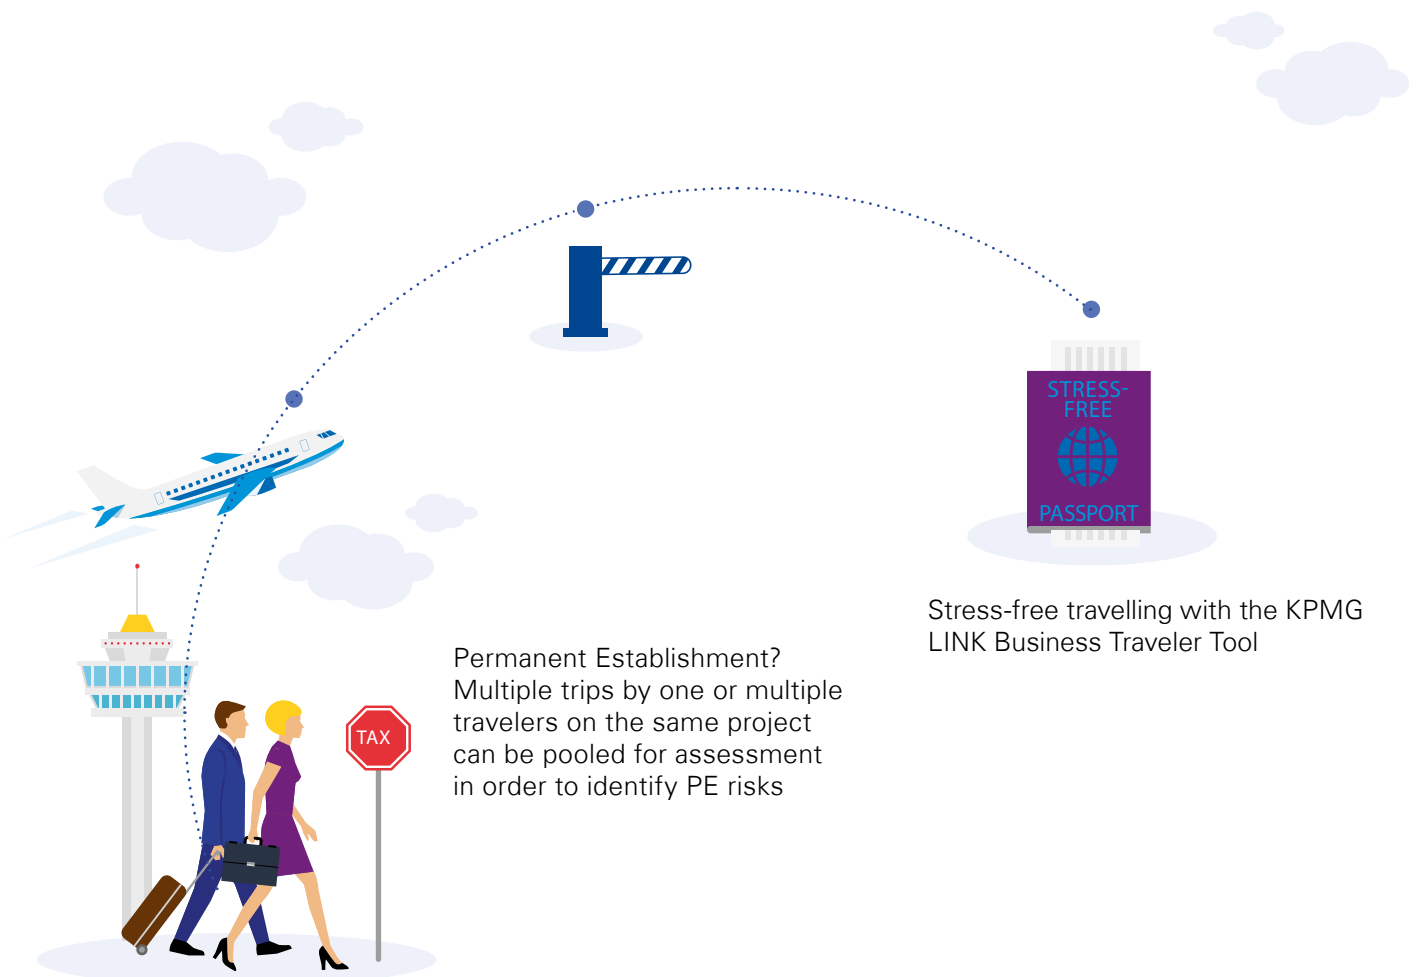 STRESS-
FREE
PASSPORT
Stress-free travelling with the KPMG
LINK Business Traveler Tool
Permanent Establishment?
Multiple trips by one or multiple
travelers on the same project
can be pooled for assessment
in order to identify PE risks
TAX